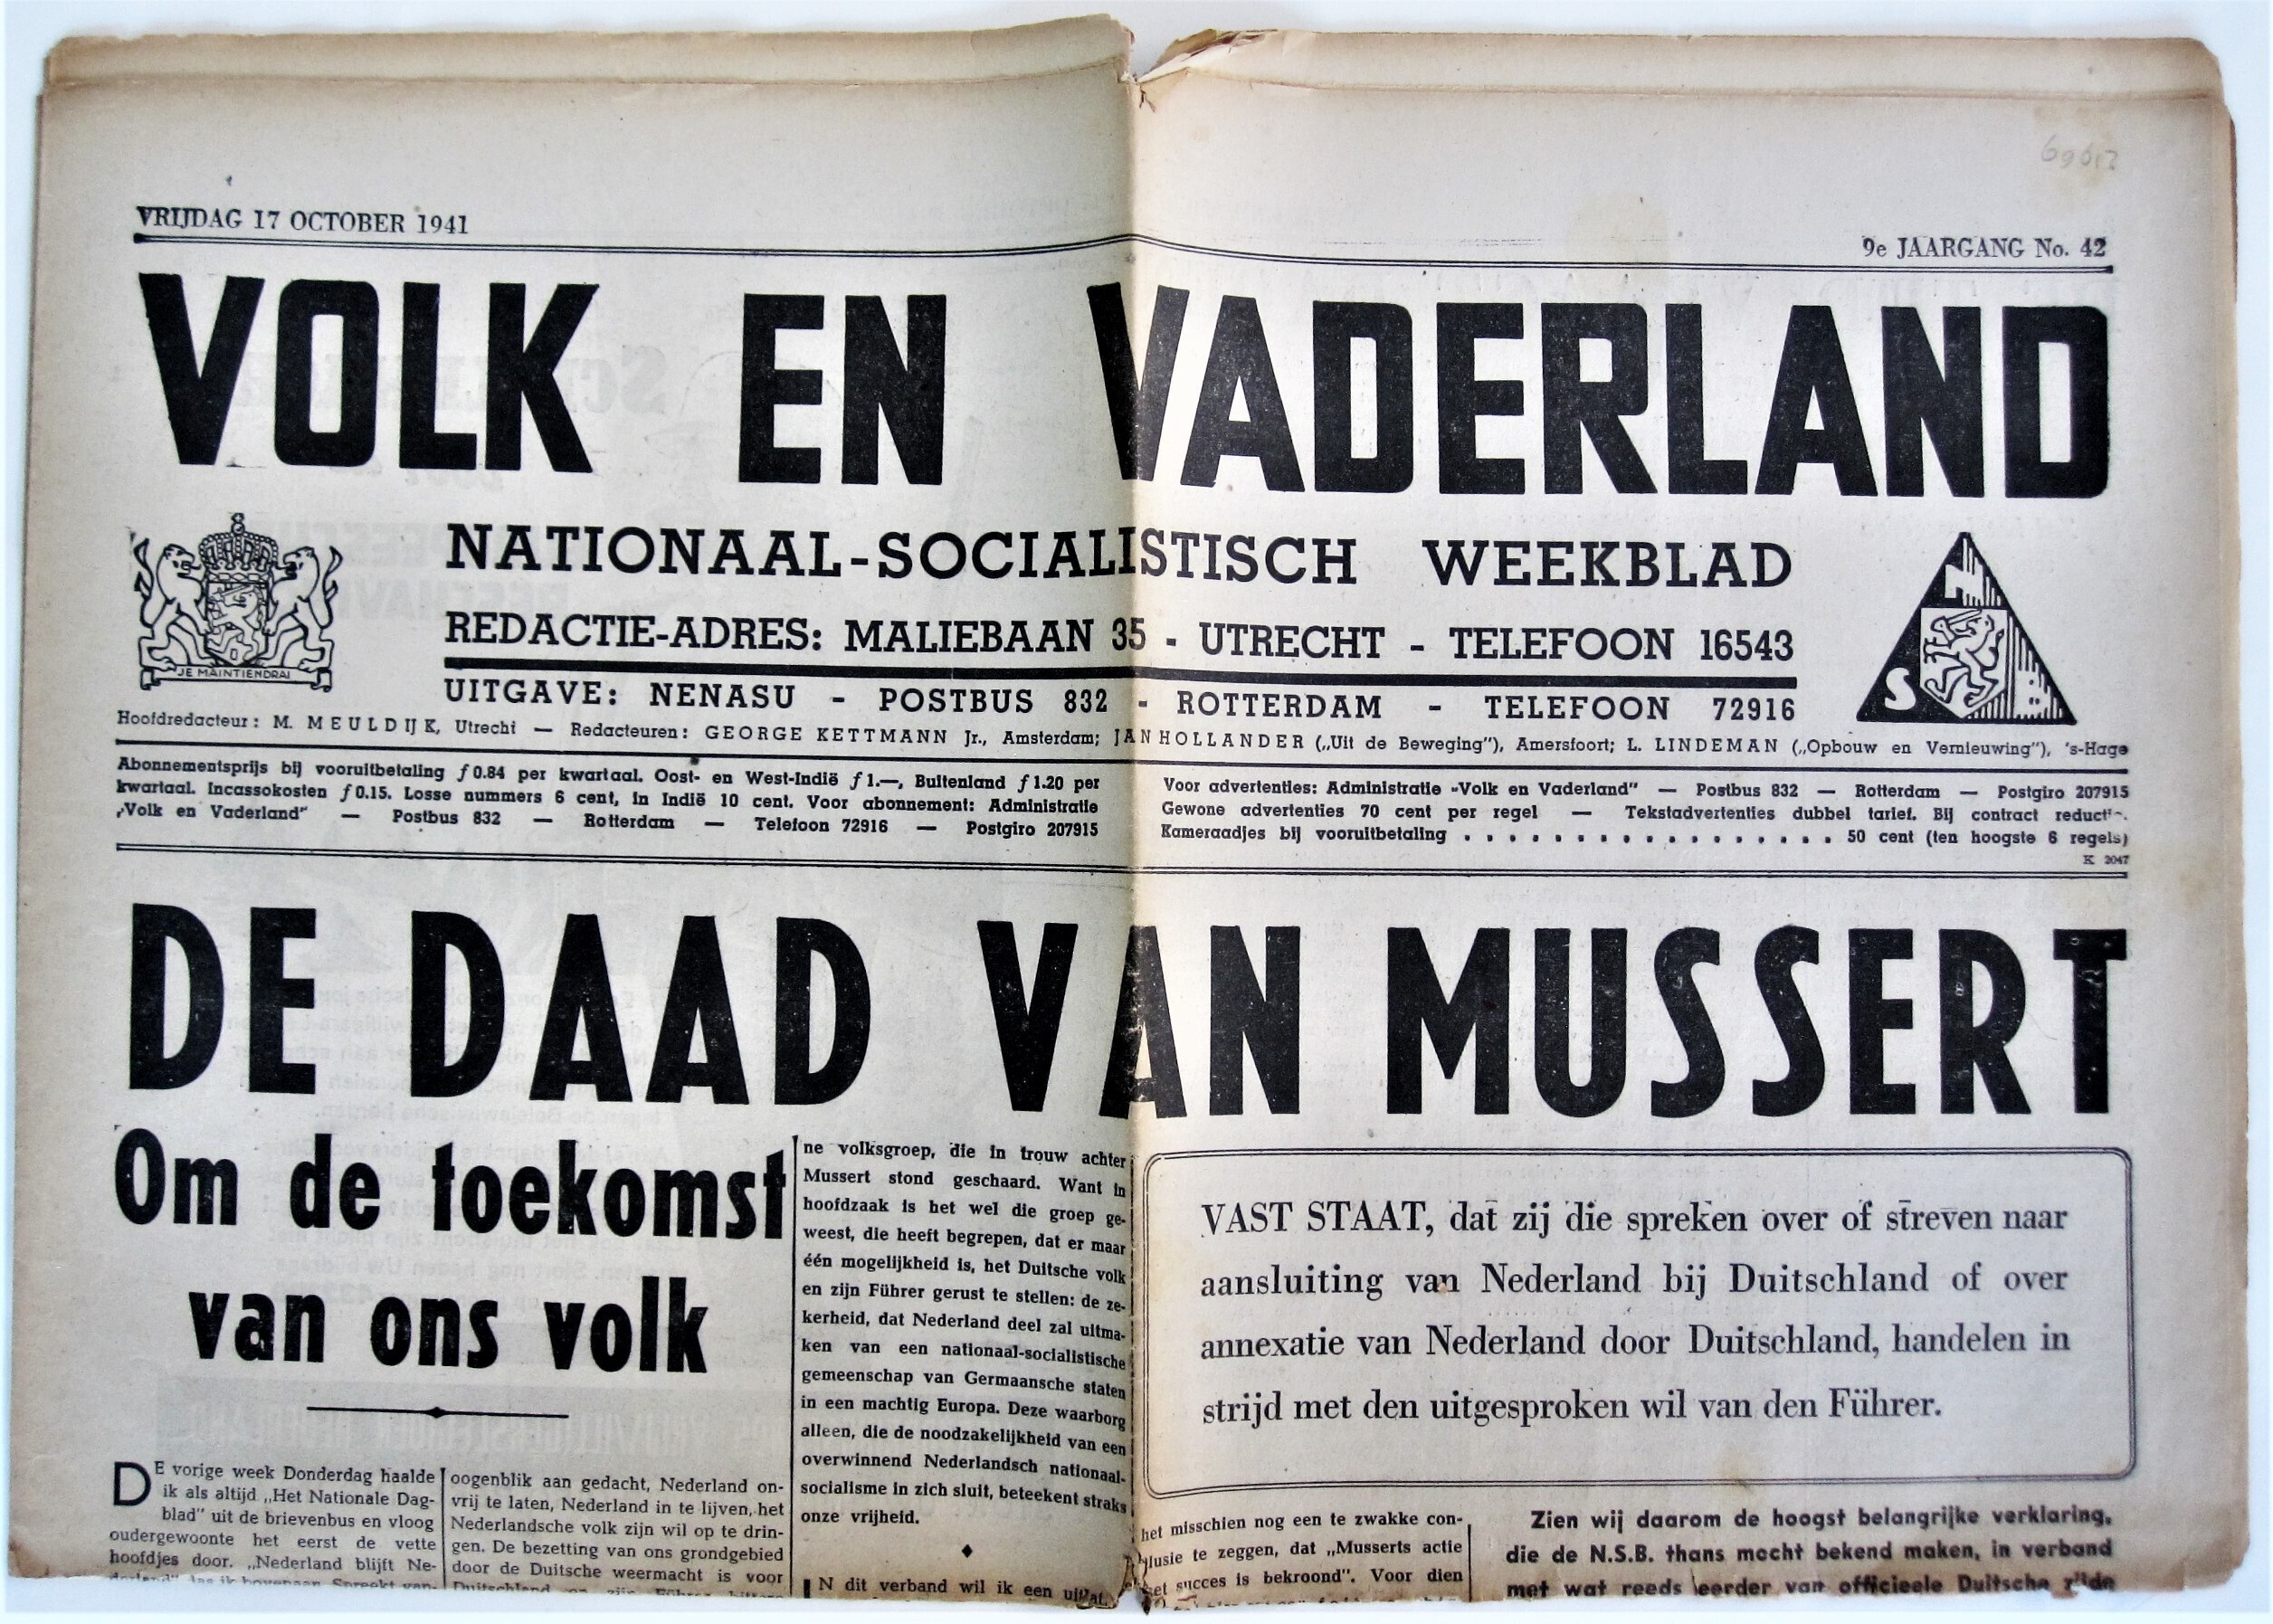 VRIJDAG 17 OCTOBER 1941
9e JAARGANG No. 42
VOLK EN VADERLAND
NATIONAAL-SOCIALISTISCH WEEKBLAD
REDACTIE-ADRES: MALIEBAAN 35 - UTRECHT - TELEFOON 16543
UITGAVE: NENASU - POSTBUS 832 - ROTTERDAM - TELEFOON 72916
JE MAINTIENDRAI
N
S
Hoofdredacteur: M. MEULDIJK, Utrecht — Redacteuren: GEORGE KETTMANN Jr., Amsterdam; JAN HOLLANDER („Uit de Beweging"), Amersfoort; L. LINDEMAN („Opbouw en Vernieuwing"), 's-Hage
Abonnementsprijs bij vooruitbetaling f 0.84 per kwartaal. Oost- en West-Indië f 1.—, Buitenland f 1.20 per
kwartaal. Incassokosten f 0.15. Losse nummers 6 cent, in Indië 10 cent. Voor abonnement: Administratie
„Volk en Vaderland" — Postbus 832 — Rotterdam — Telefoon 72916 — Postgiro 207915
Voor advertenties: Administratie „Volk en Vaderland" — Postbus 832 — Rotterdam — Postgiro 207915
Gewone advertenties 70 cent per regel — Tekstadvertenties dubbel tarief. Bij contract
Kameraadjes bij vooruitbetaling . . . . . . . . . . . . . . . . . 50 cent (ten hoogste 6 regels)
K 2047
DE DAAD VAN MUSSERT
Om de toekomst
van ons volk
DE vorige week Donderdag haalde
ik als altijd „Het Nationale Dag-
blad" uit de brievenbus en vloog
oudergewoonte het eerst de vette
hoofdjes door. „Nederland blijft Ne-
derland" las ik bovenaan. Spreekt van-
oogenblik aan gedacht, Nederland on-
vrij te laten, Nederland in te lijven, het
Nederlandsche volk zijn wil op te drin-
gen. De bezetting van ons grondgebied
door de Duitsche weermacht is voor
Duitschland en zijn Führer
ne volksgroep, die in trouw achter
Mussert stond geschaard. Want in
hoofdzaak is het wel die groep ge-
weest, die heeft begrepen, dat er maar
één mogelijkheid is, het Duitsche volk
en zijn Führer gerust te stellen: de ze-
kerheid, dat Nederland deel zal uitma-
ken van een nationaal-socialistische
gemeenschap van Germaansche staten
in een machtig Europa. Deze waarborg
alleen, die de noodzakelijkheid van een
overwinnend Nederlandsch nationaal-
socialisme in zich sluit, beteekent straks
onze vrijheid.
IN dit verband wil ik een
VAST STAAT, dat zij die spreken over of streven naar
aansluiting van Nederland bij Duitschland of over
annexatie van Nederland door Duitschland, handelen in
strijd met den uitgesproken wil van den Führer.
het misschien nog een te zwakke con-
clusie te zeggen, dat „Musserts actie
met succes is bekroond". Voor dien
Zien wij daarom de hoogst belangrijke verklaring,
die de N.S.B. thans mocht bekend maken, in verband
met wat reeds eerder van officieele Duitsche zijde